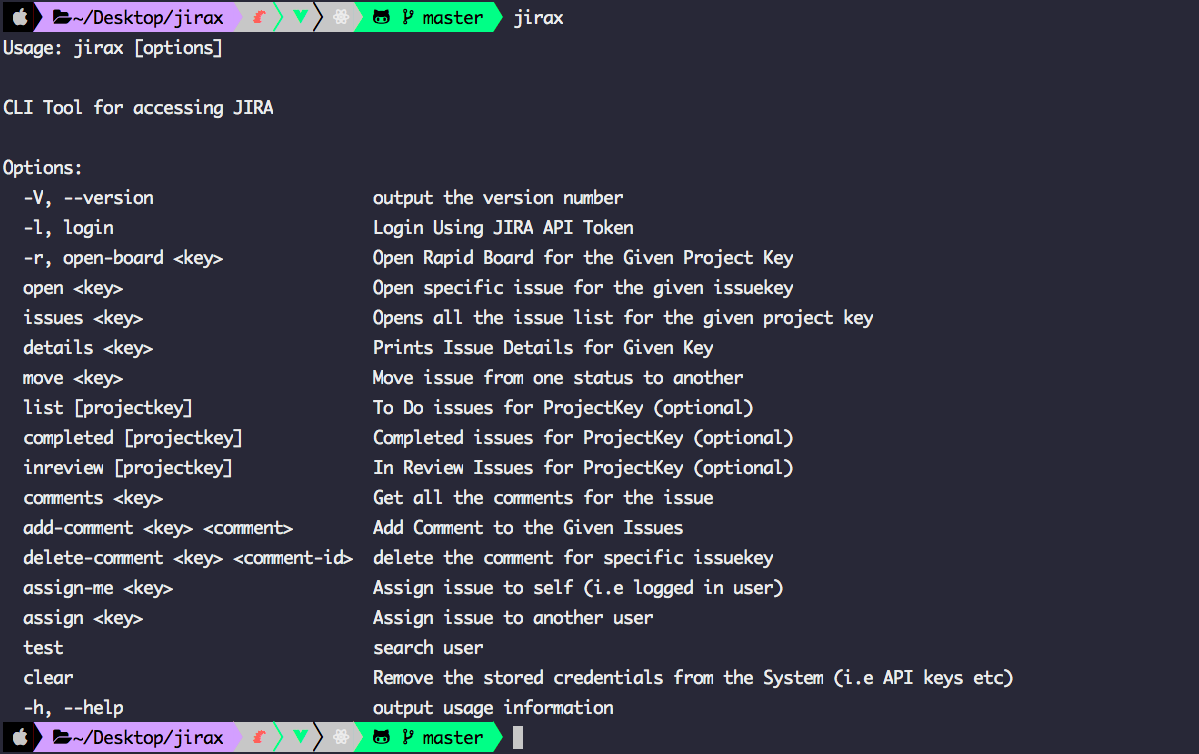 ~/Desktop/jirax master jirax
Usage: jirax [options]
CLI Tool for accessing JIRA
Options:
-V, --version output the version number
-l, login Login Using JIRA API Token
-r, open-board <key> Open Rapid Board for the Given Project Key
open <key> Open specific issue for the given issuekey
issues <key> Opens all the issue list for the given project key
details <key> Prints Issue Details for Given Key
move <key> Move issue from one status to another
list [projectkey] To Do issues for ProjectKey (optional)
completed [projectkey] Completed issues for ProjectKey (optional)
inreview [projectkey] In Review Issues for ProjectKey (optional)
comments <key> Get all the comments for the issue
add-comment <key> <comment> Add Comment to the Given Issues
delete-comment <key> <comment-id> delete the comment for specific issuekey
assign-me <key> Assign issue to self (i.e logged in user)
assign <key> Assign issue to another user
test search user
clear Remove the stored credentials from the System (i.e API keys etc)
-h, --help output usage information
~/Desktop/jirax master